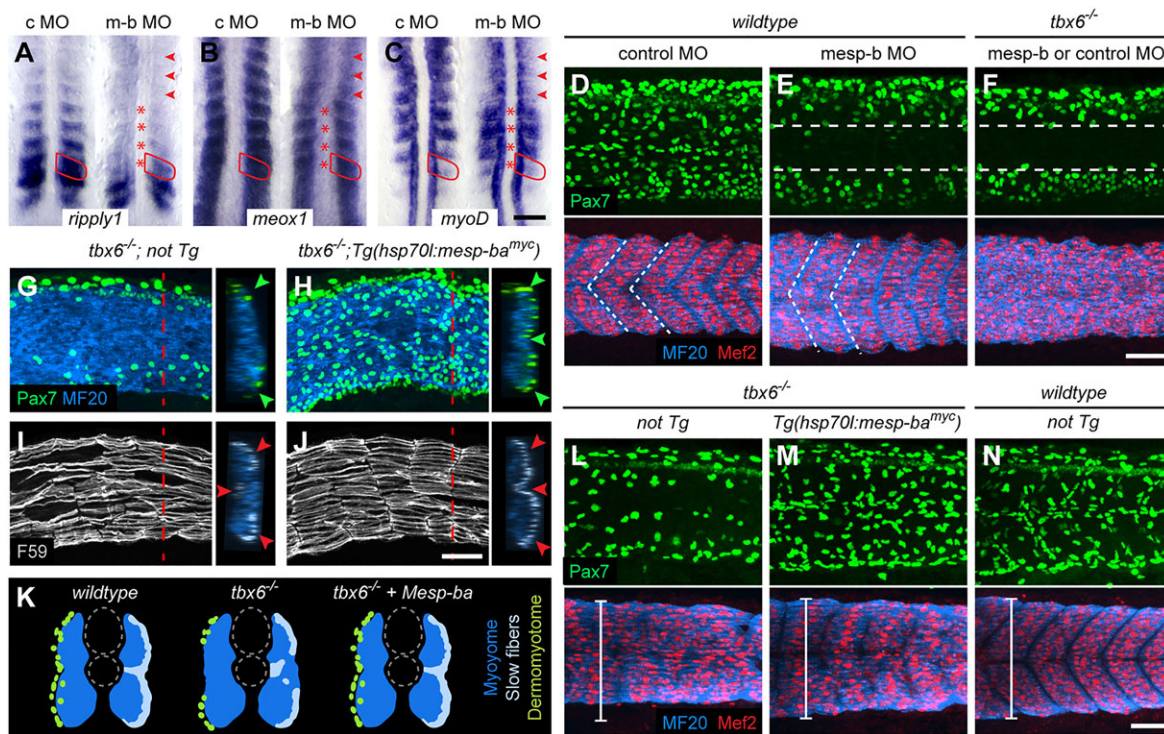 c MO m-b MO c MO m-b MO c MO m-b MO
A B C
* * * *
* * * *
* * * *
ripply1 meox1 myoD
wildtype tbx6-/-
control MO mesp-b MO mesp-b or control MO
D E F
Pax7
MF20 Mef2
tbx6-/-; not Tg tbx6-/-;Tg(hsp70l:mesp-bamyc)
G H
Pax7 MF20
I J
F59
K wildtype tbx6-/- tbx6-/- + Mesp-ba
Myoyome
Slow fibers
Dermomyotome
tbx6-/- wildtype
not Tg Tg(hsp70l:mesp-bamyc) not Tg
L M N
Pax7
MF20 Mef2